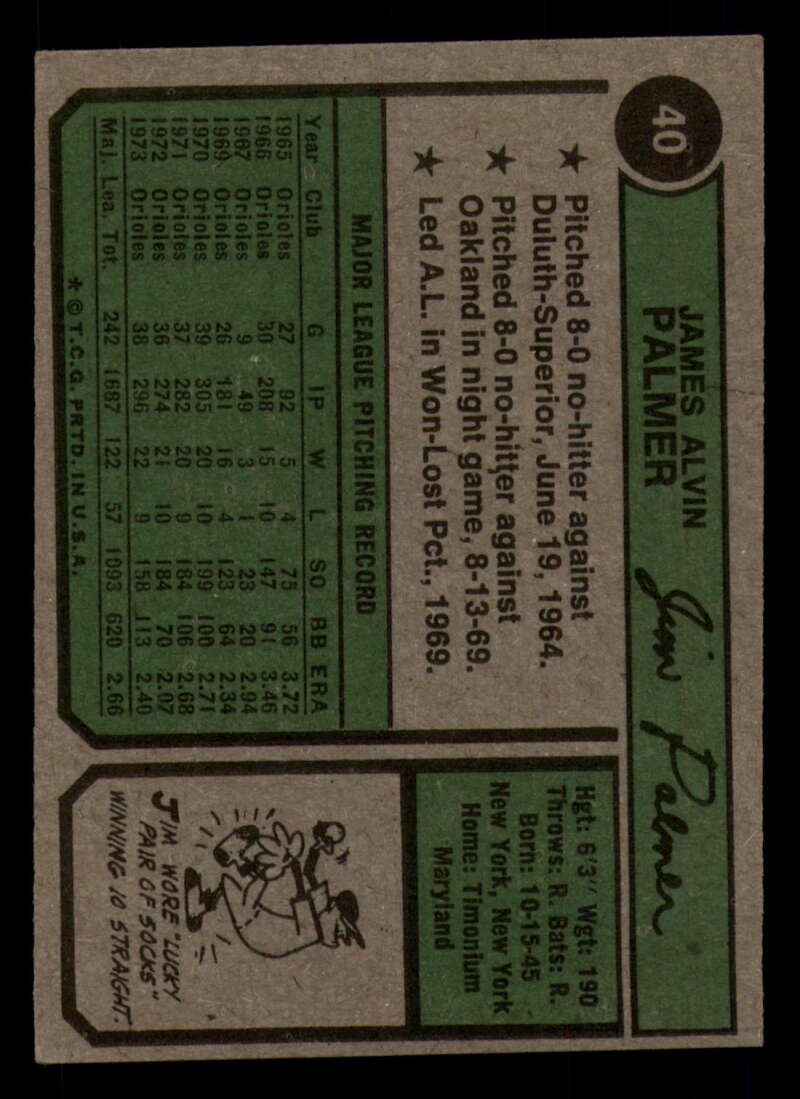 40
JAMES ALVIN
PALMER
Jim Palmer
★ Pitched 8-0 no-hitter against
Duluth-Superior, June 19, 1964.
★ Pitched 8-0 no-hitter against
Oakland in night game, 8-13-69.
★ Led A.L. in Won-Lost Pct., 1969.
MAJOR LEAGUE PITCHING RECORD
Year Club G IP W L SO BB ERA
1965 Orioles 27 92 5 4 75 56 3.72
1966 Orioles 30 208 15 10 147 91 3.46
1967 Orioles 9 49 3 1 23 20 2.94
1969 Orioles 26 181 16 4 123 64 2.34
1970 Orioles 39 305 20 10 199 100 2.71
1971 Orioles 37 282 20 9 184 106 2.68
1972 Orioles 36 274 21 10 184 70 2.07
1973 Orioles 38 296 22 9 158 113 2.40
Maj. Lea. Tot. 242 1687 122 57 1093 620 2.66
* © T.C.G. PRTD. IN U.S.A.
Hgt: 6'3" Wgt: 190
Throws: R. Bats: R.
Born: 10-15-45
New York, New York
Home: Timonium
Maryland
JIM WORE "LUCKY
PAIR OF SOCKS"
WINNING 10 STRAIGHT.